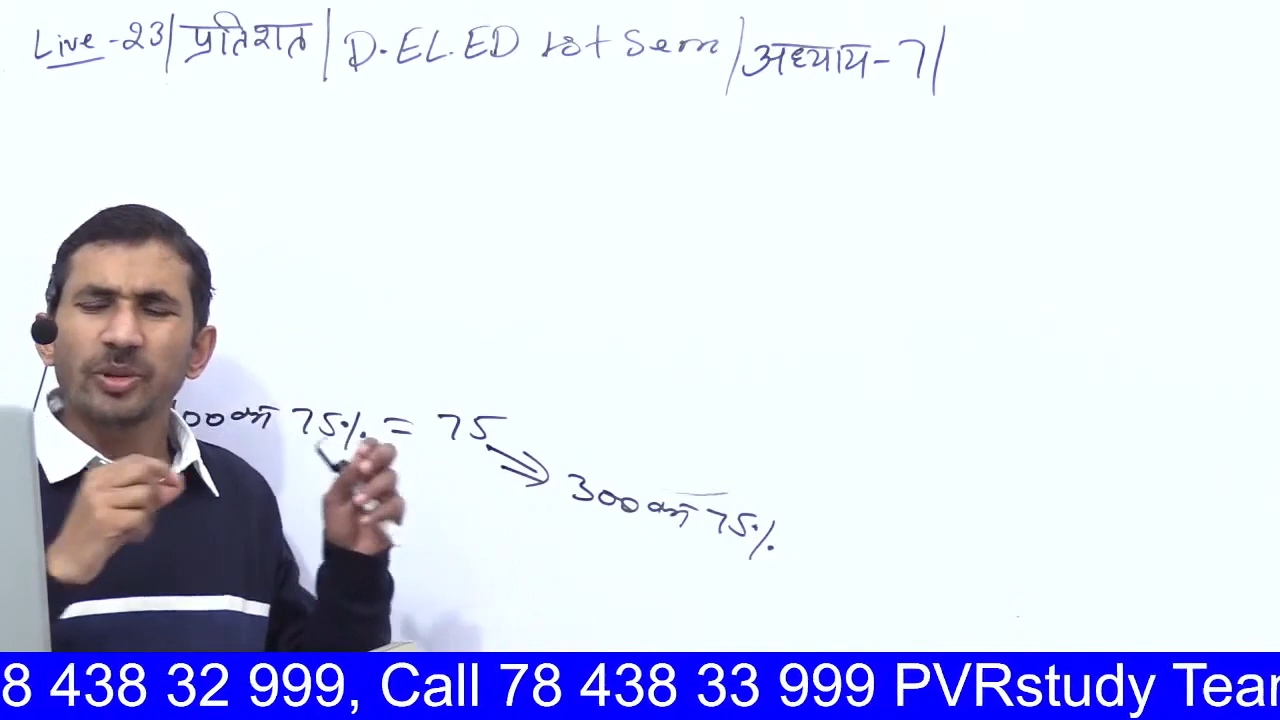 Live-23/ प्रतिशत / D.EL.ED 1st Sem / अध्याय-7/
00 का 75% = 75
300 का 75%
8 438 32 999, Call 78 438 33 999 PVRstudy Tear